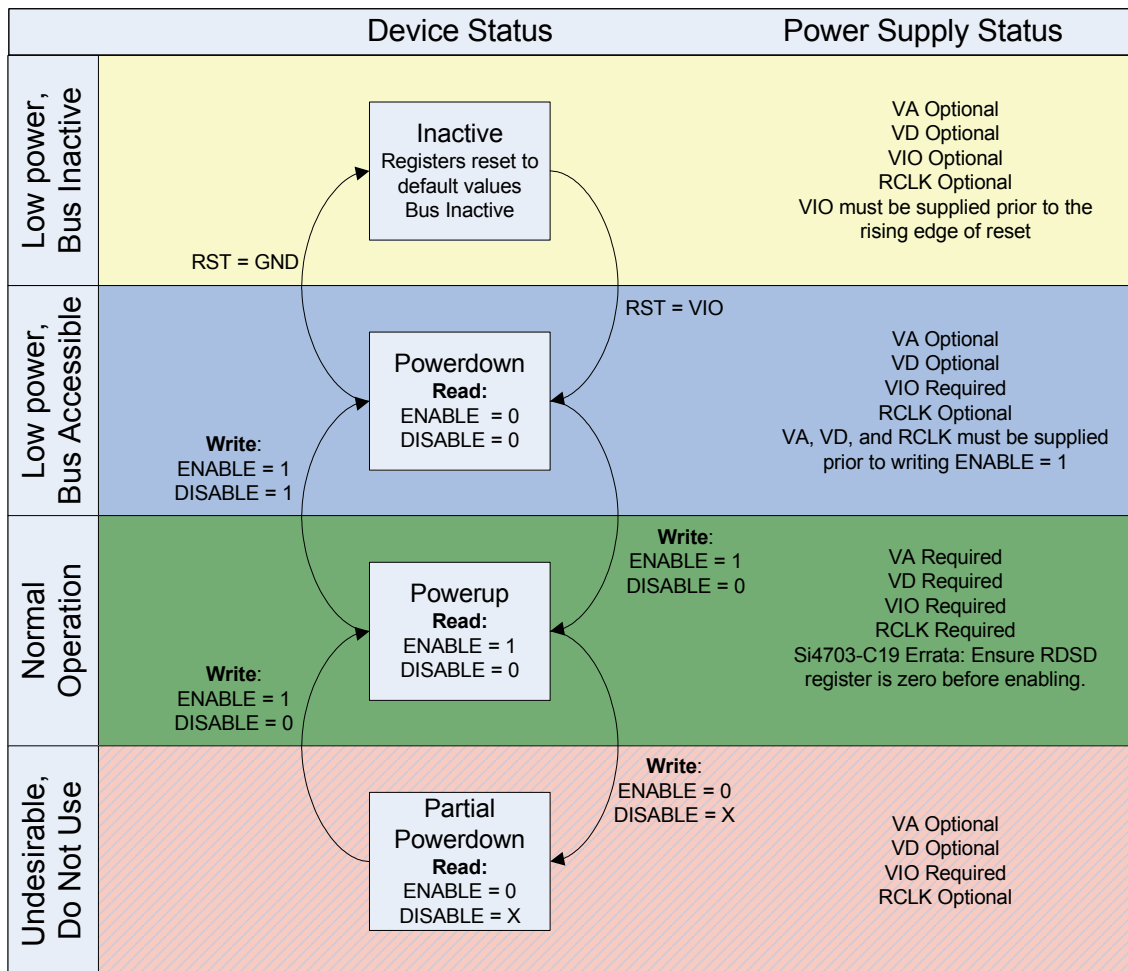 Device Status
Power Supply Status
Low power,
Bus Inactive
Inactive
Registers reset to
default values
Bus Inactive
VA Optional
VD Optional
VIO Optional
RCLK Optional
VIO must be supplied prior to the
rising edge of reset
RST = GND
RST = VIO
Low power,
Bus Accessible
Powerdown
Read:
ENABLE = 0
DISABLE = 0
VA Optional
VD Optional
VIO Required
RCLK Optional
VA, VD, and RCLK must be supplied
prior to writing ENABLE = 1
Write:
ENABLE = 1
DISABLE = 1
Write:
ENABLE = 1
DISABLE = 0
Normal
Operation
Powerup
Read:
ENABLE = 1
DISABLE = 0
VA Required
VD Required
VIO Required
RCLK Required
Si4703-C19 Errata: Ensure RDSD
register is zero before enabling.
Write:
ENABLE = 1
DISABLE = 0
Write:
ENABLE = 0
DISABLE = X
Undesirable,
Do Not Use
Partial
Powerdown
Read:
ENABLE = 0
DISABLE = X
VA Optional
VD Optional
VIO Required
RCLK Optional